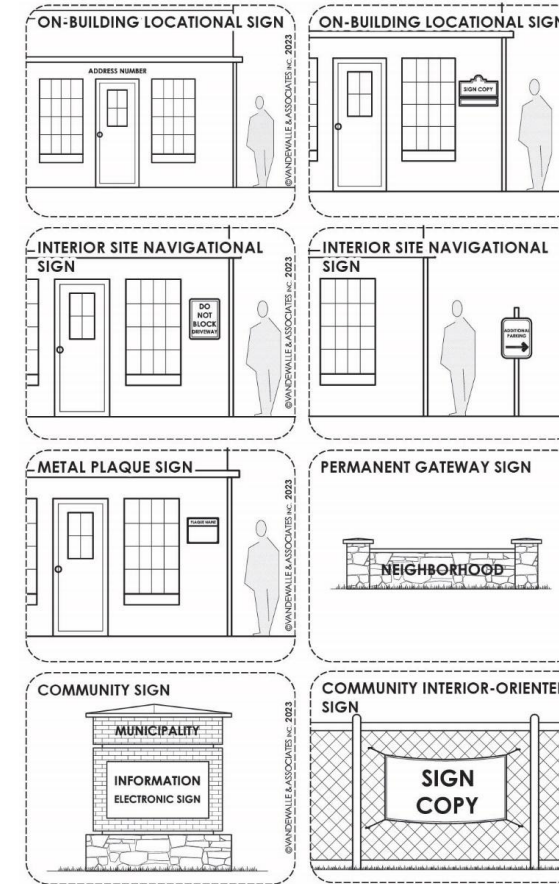 ON-BUILDING LOCATIONAL SIGN
ADDRESS NUMBER
©VANDEWALLE & ASSOCIATES INC. 2023
ON-BUILDING LOCATIONAL SIGN
SIGN COPY
INTERIOR SITE NAVIGATIONAL
SIGN
DO
NOT
BLOCK
DRIVEWAY
©VANDEWALLE & ASSOCIATES INC. 2023
INTERIOR SITE NAVIGATIONAL
SIGN
ADDITIONAL
PARKING
METAL PLAQUE SIGN
PLAQUE NAME
©VANDEWALLE & ASSOCIATES INC. 2023
PERMANENT GATEWAY SIGN
NEIGHBORHOOD
COMMUNITY SIGN
MUNICIPALITY
INFORMATION
ELECTRONIC SIGN
©VANDEWALLE & ASSOCIATES INC. 2023
COMMUNITY INTERIOR-ORIENTE
SIGN
SIGN
COPY